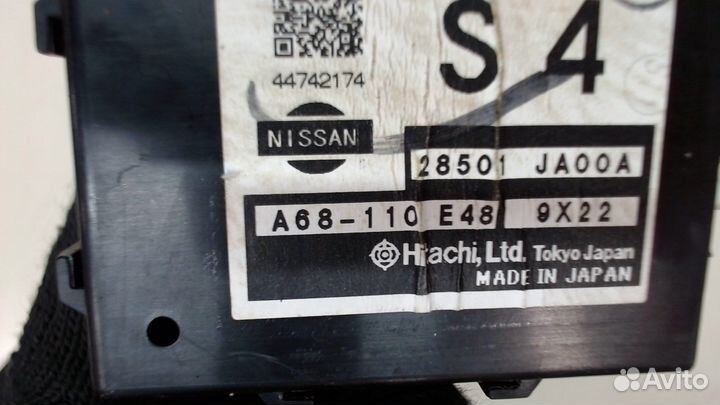 S 4
44742174
NISSAN
28501 JA00A
A68-110 E48 9X22
Hitachi, Ltd. Tokyo Japan
MADE IN JAPAN
Avito